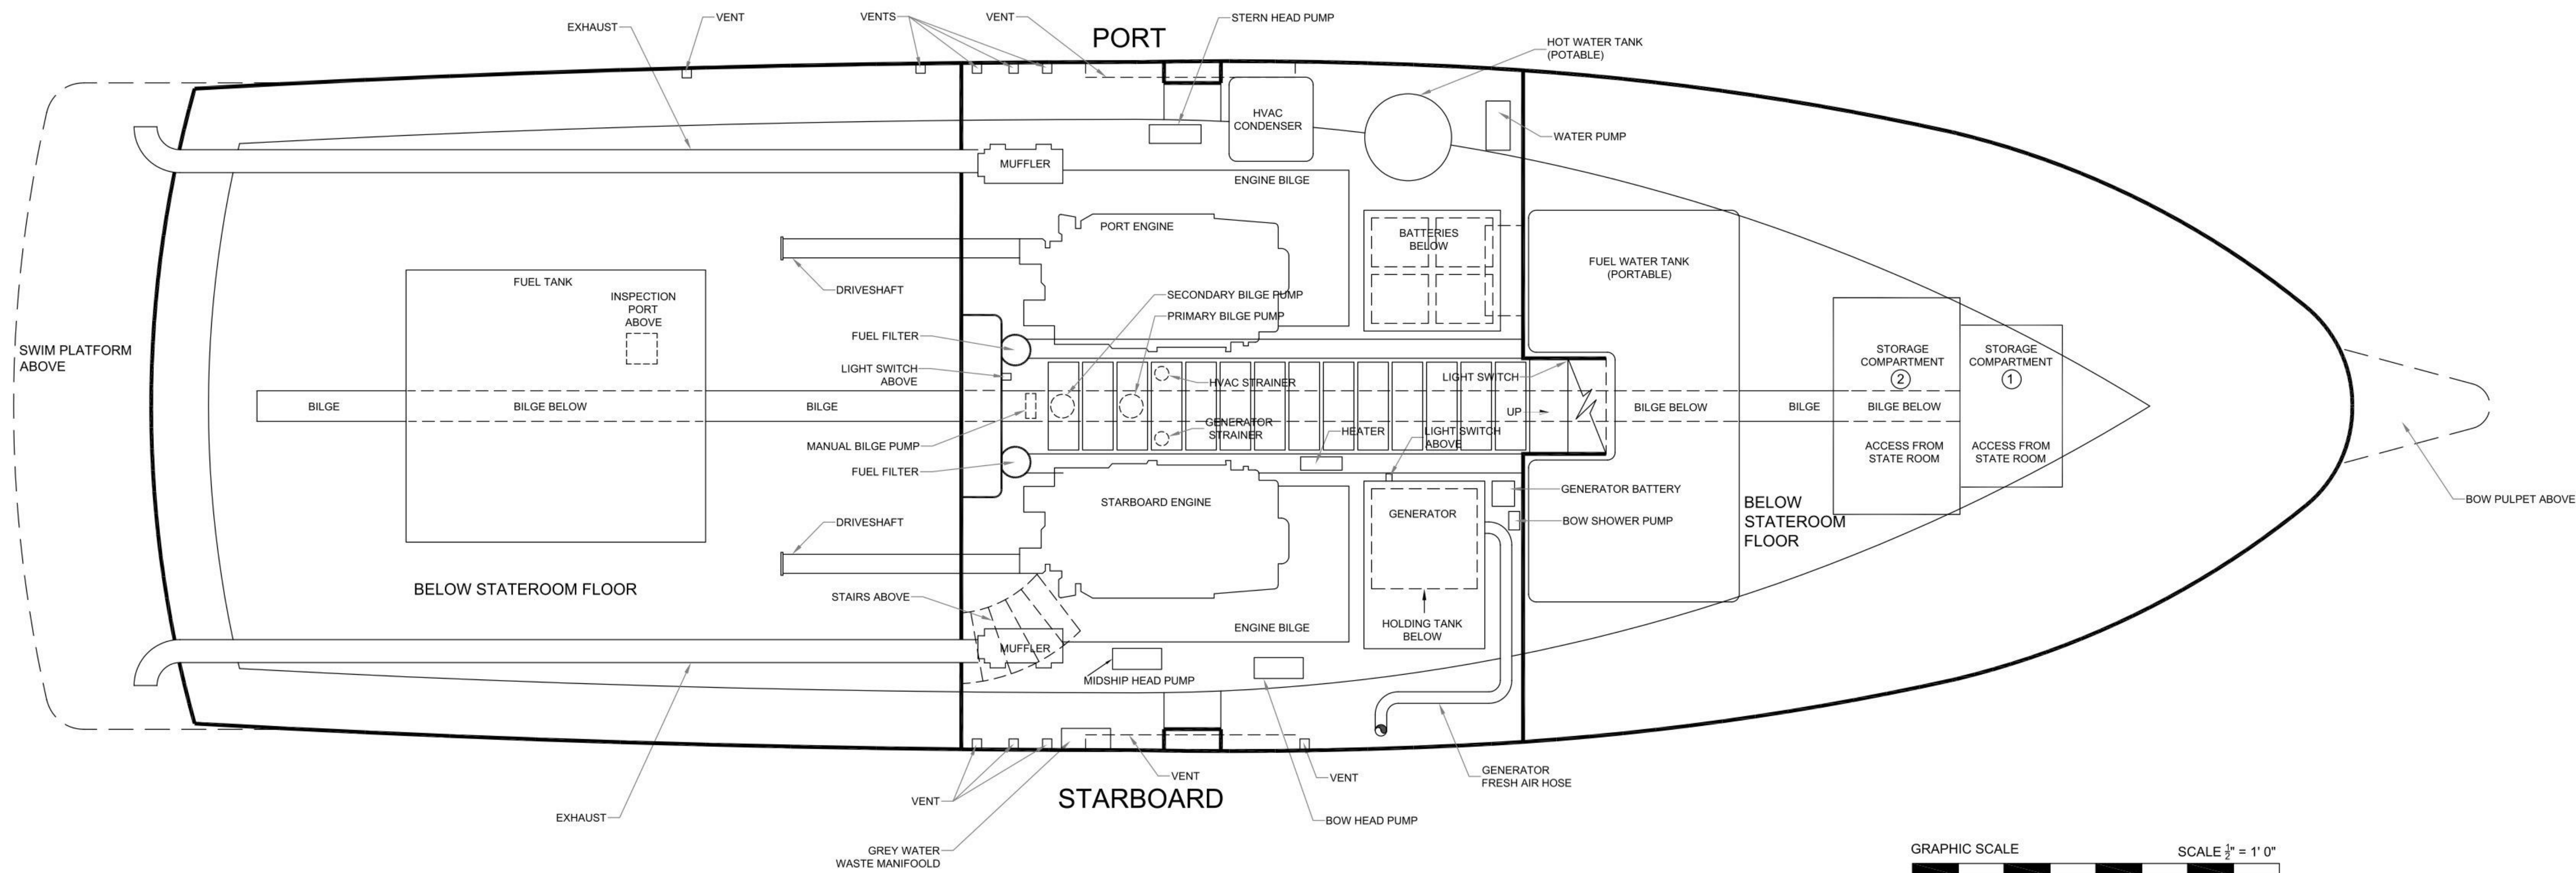 EXHAUST
VENT
VENTS
VENT
STERN HEAD PUMP
PORT
HOT WATER TANK
(POTABLE)
HVAC
CONDENSER
WATER PUMP
MUFFLER
ENGINE BILGE
PORT ENGINE
BATTERIES
BELOW
FUEL WATER TANK
(PORTABLE)
FUEL TANK
INSPECTION
PORT
ABOVE
DRIVESHAFT
SECONDARY BILGE PUMP
PRIMARY BILGE PUMP
FUEL FILTER
SWIM PLATFORM
ABOVE
LIGHT SWITCH
ABOVE
HVAC STRAINER
LIGHT SWITCH
STORAGE
COMPARTMENT
2
STORAGE
COMPARTMENT
1
BILGE
BILGE BELOW
BILGE
UP
BILGE BELOW
BILGE
BILGE BELOW
GENERATOR
STRAINER
HEATER
LIGHT SWITCH
ABOVE
MANUAL BILGE PUMP
ACCESS FROM
STATE ROOM
ACCESS FROM
STATE ROOM
FUEL FILTER
GENERATOR BATTERY
BOW PULPET ABOVE
STARBOARD ENGINE
GENERATOR
BELOW
STATEROOM
FLOOR
DRIVESHAFT
BOW SHOWER PUMP
BELOW STATEROOM FLOOR
STAIRS ABOVE
ENGINE BILGE
HOLDING TANK
BELOW
MUFFLER
MIDSHIP HEAD PUMP
VENT
VENT
GENERATOR
FRESH AIR HOSE
VENT
STARBOARD
EXHAUST
BOW HEAD PUMP
GREY WATER
WASTE MANIFOOLD
GRAPHIC SCALE
SCALE ½" = 1' 0"